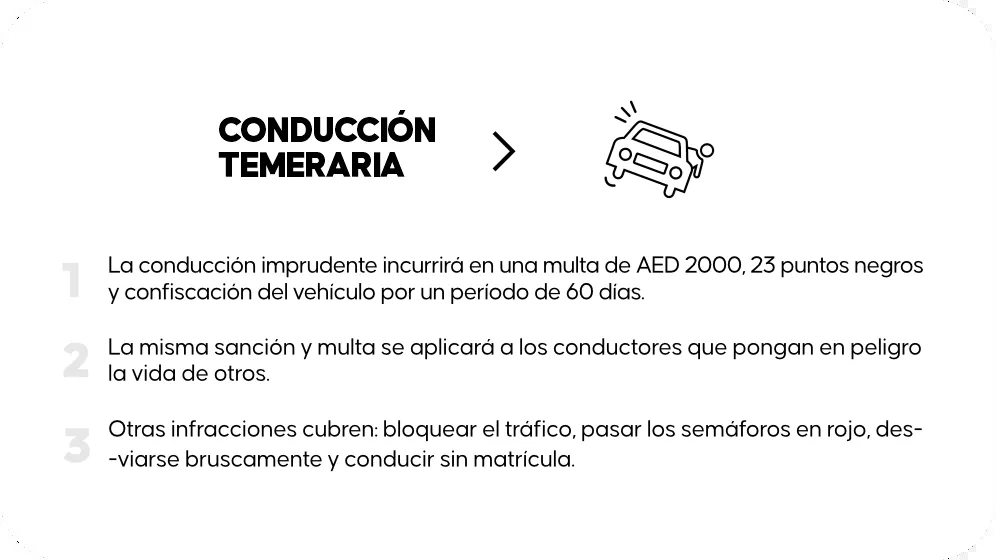 CONDUCCIÓN
TEMERARIA
1
La conducción imprudente incurrirá en una multa de AED 2000, 23 puntos negros
y confiscación del vehículo por un período de 60 días.
2
La misma sanción y multa se aplicará a los conductores que pongan en peligro
la vida de otros.
3
Otras infracciones cubren: bloquear el tráfico, pasar los semáforos en rojo, des-
-viarse bruscamente y conducir sin matrícula.